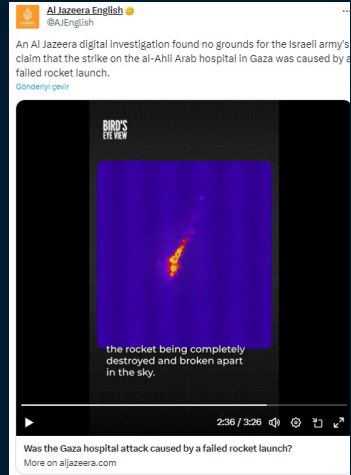 Al Jazeera English
@AJEnglish
An Al Jazeera digital investigation found no grounds for the Israeli army's
claim that the strike on the al-Ahli Arab hospital in Gaza was caused by a
failed rocket launch.
Gönderiyi çevir
BIRD'S
EYE VIEW
the rocket being completely
destroyed and broken apart
in the sky.
2:36 / 3:26
Was the Gaza hospital attack caused by a failed rocket launch?
More on aljazeera.com